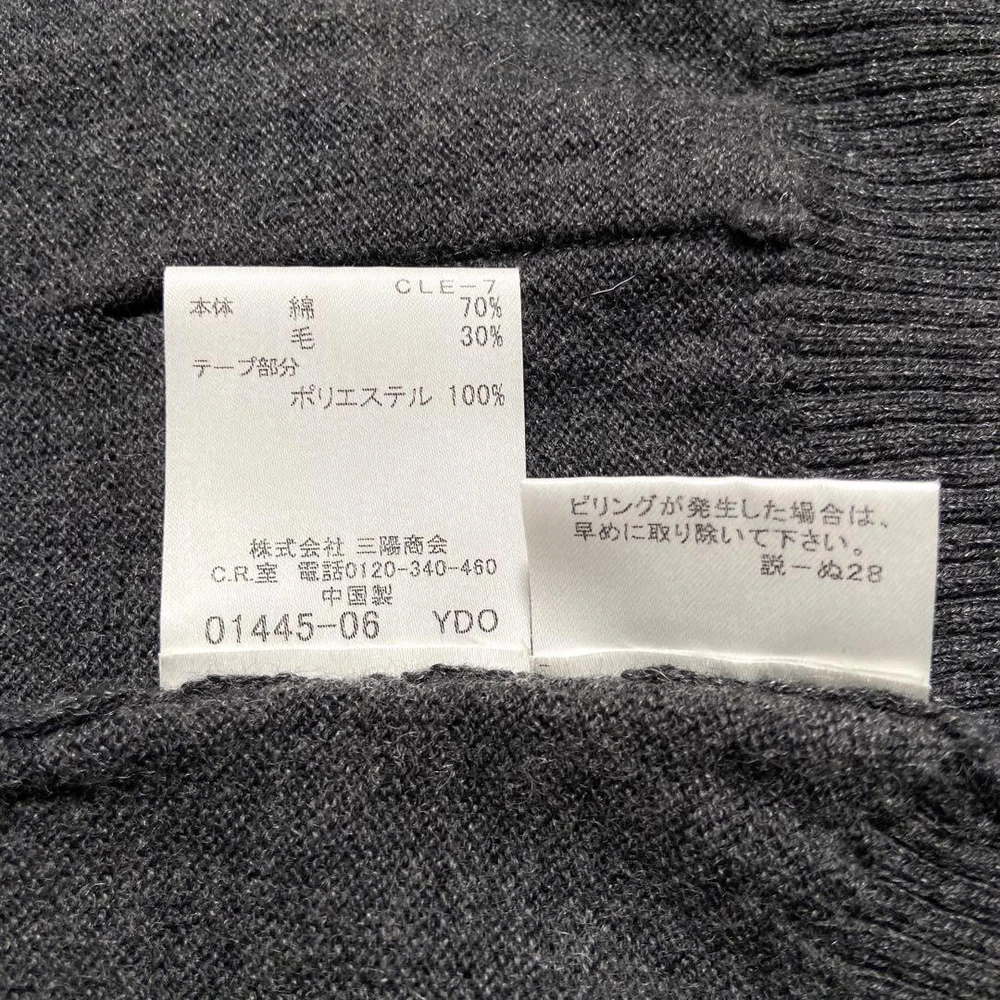 CLE-7
本体 綿 70%
毛 30%
テープ部分
ポリエステル 100%
株式会社 三陽商会
C.R.室 電話0120-340-460
中国製
01445-06 YDO
ピリングが発生した場合は、
早めに取り除いて下さい。
説-ぬ28